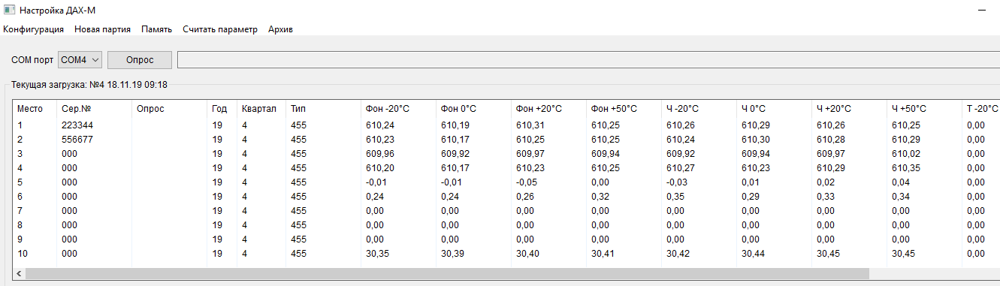 Настройка ДАХ-М
Конфигурация Новая партия Память Считать параметр Архив
COM порт COM4 Опрос
Текущая загрузка: №4 18.11.19 09:18
Место Сер.№ Опрос Год Квартал Тип Фон -20°C Фон 0°C Фон +20°C Фон +50°C Ч -20°C Ч 0°C Ч +20°C Ч +50°C Т -20°C
1 223344 19 4 455 610,24 610,19 610,31 610,25 610,26 610,29 610,26 610,25 0,00
2 556677 19 4 455 610,23 610,17 610,25 610,25 610,24 610,30 610,28 610,29 0,00
3 000 19 4 455 609,96 609,92 609,97 609,94 609,92 609,94 609,97 610,02 0,00
4 000 19 4 455 610,20 610,17 610,23 610,25 610,27 610,23 610,29 610,35 0,00
5 000 19 4 455 -0,01 -0,01 -0,05 0,00 -0,03 0,01 0,02 0,04 0,00
6 000 19 4 455 0,24 0,24 0,26 0,32 0,35 0,29 0,33 0,34 0,00
7 000 19 4 455 0,00 0,00 0,00 0,00 0,00 0,00 0,00 0,00 0,00
8 000 19 4 455 0,00 0,00 0,00 0,00 0,00 0,00 0,00 0,00 0,00
9 000 19 4 455 0,00 0,00 0,00 0,00 0,00 0,00 0,00 0,00 0,00
10 000 19 4 455 30,35 30,39 30,40 30,41 30,42 30,44 30,45 30,45 0,00